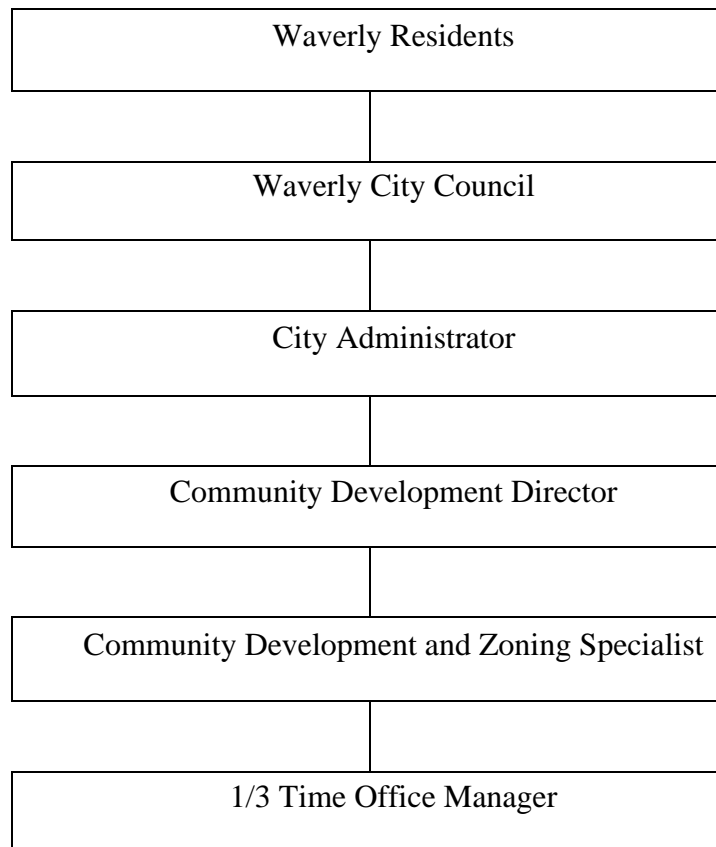 Waverly Residents
Waverly City Council
City Administrator
Community Development Director
Community Development and Zoning Specialist
1/3 Time Office Manager